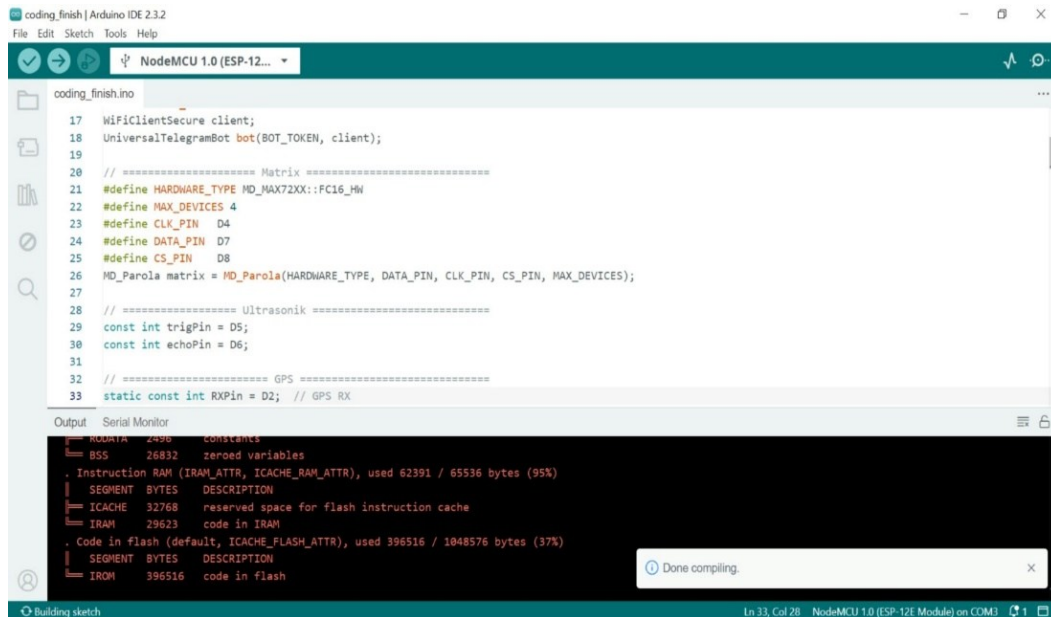 coding_finish | Arduino IDE 2.3.2
File Edit Sketch Tools Help
NodeMCU 1.0 (ESP-12...
coding_finish.ino
17 WiFiClientSecure client;
18 UniversalTelegramBot bot(BOT_TOKEN, client);
19
20 // ===================== Matrix =============================
21 #define HARDWARE_TYPE MD_MAX72XX::FC16_HW
22 #define MAX_DEVICES 4
23 #define CLK_PIN D4
24 #define DATA_PIN D7
25 #define CS_PIN D8
26 MD_Parola matrix = MD_Parola(HARDWARE_TYPE, DATA_PIN, CLK_PIN, CS_PIN, MAX_DEVICES);
27
28 // ================== Ultrasonik ============================
29 const int trigPin = D5;
30 const int echoPin = D6;
31
32 // ======================= GPS ==============================
33 static const int RXPin = D2; // GPS RX
Output Serial Monitor
RODATA 2496 constants
BSS 26832 zeroed variables
. Instruction RAM (IRAM_ATTR, ICACHE_RAM_ATTR), used 62391 / 65536 bytes (95%)
SEGMENT BYTES DESCRIPTION
ICACHE 32768 reserved space for flash instruction cache
IRAM 29623 code in IRAM
. Code in flash (default, ICACHE_FLASH_ATTR), used 396516 / 1048576 bytes (37%)
SEGMENT BYTES DESCRIPTION
IROM 396516 code in flash
Done compiling.
Building sketch
Ln 33, Col 28 NodeMCU 1.0 (ESP-12E Module) on COM3 1